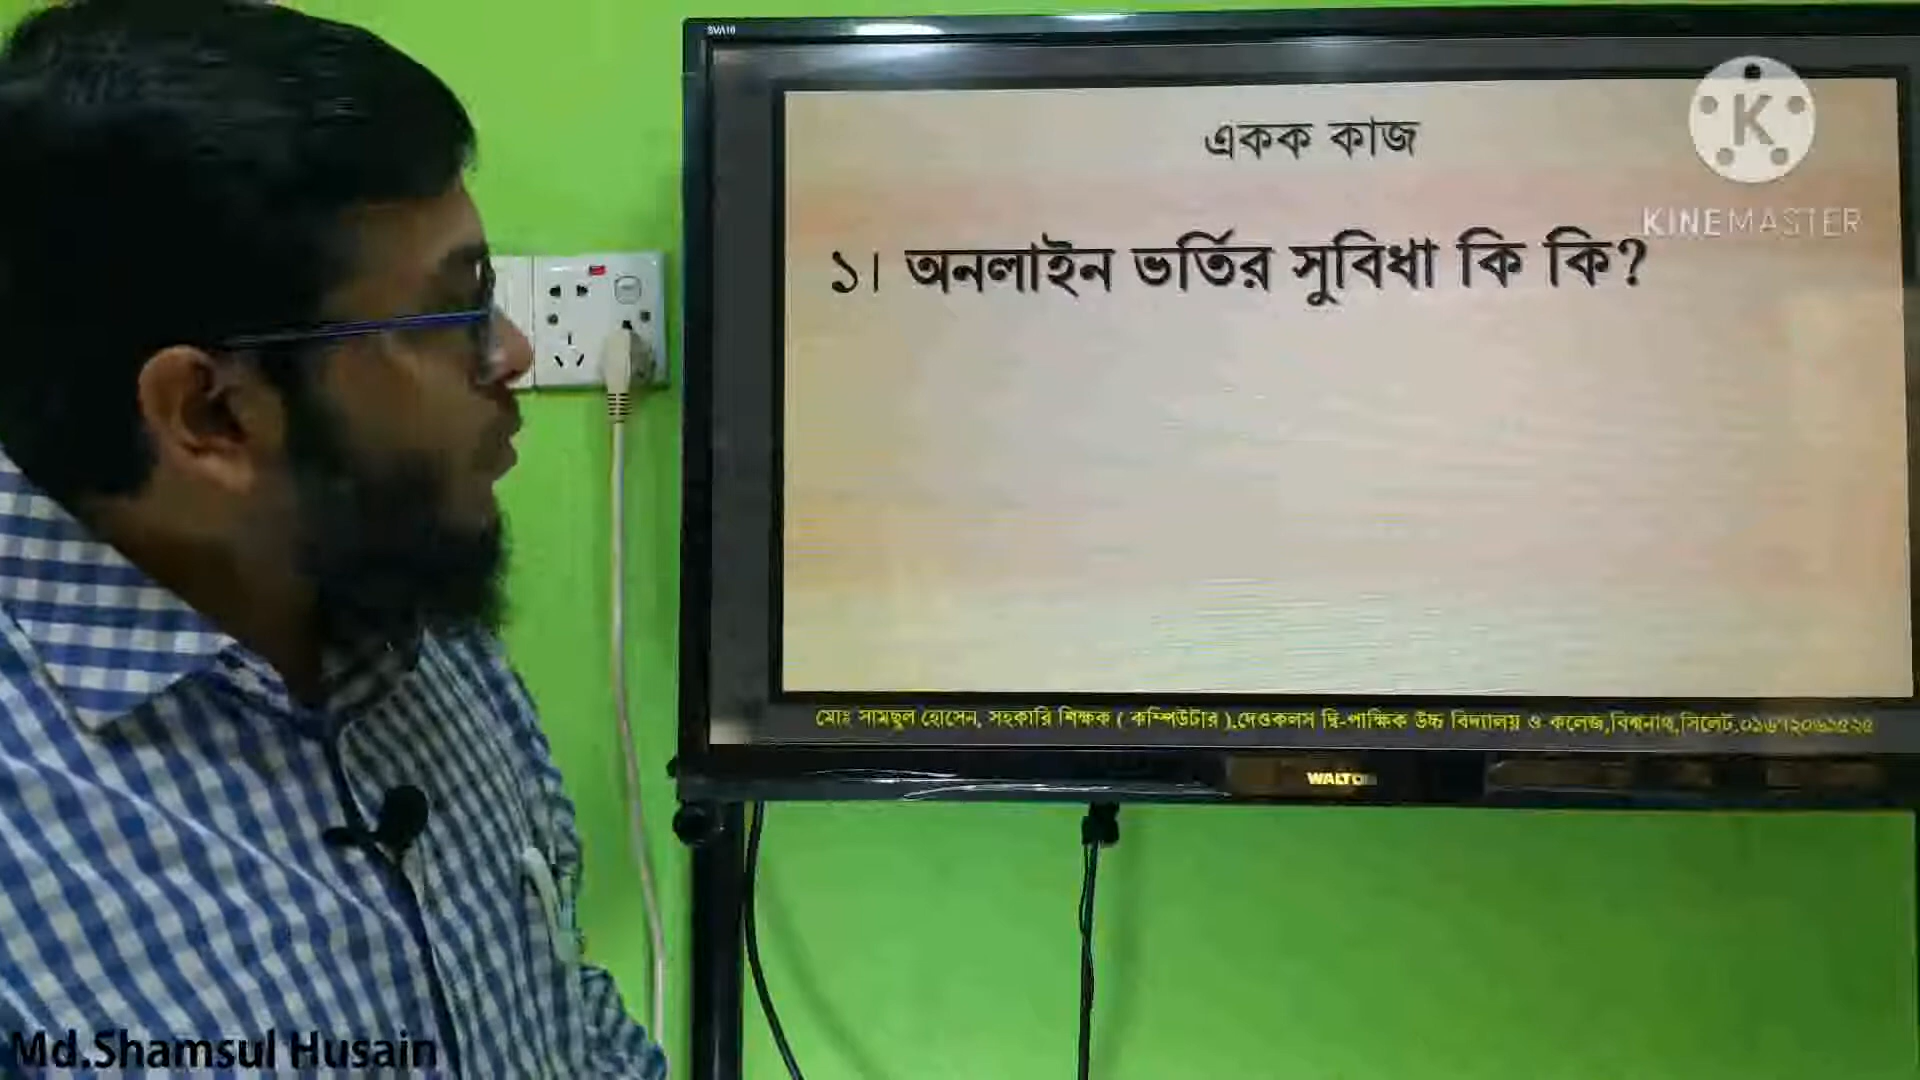 SVA10
একক কাজ
K
KINEMASTER
১। অনলাইন ভর্তির সুবিধা কি কি?
মোঃ সামছুল হোসেন, সহকারি শিক্ষক ( কম্পিউটার ),দেওকলস দ্বি-পাক্ষিক উচ্চ বিদ্যালয় ও কলেজ,বিশ্বনাথ,সিলেট.
WALTON
Md.Shamsul Husain